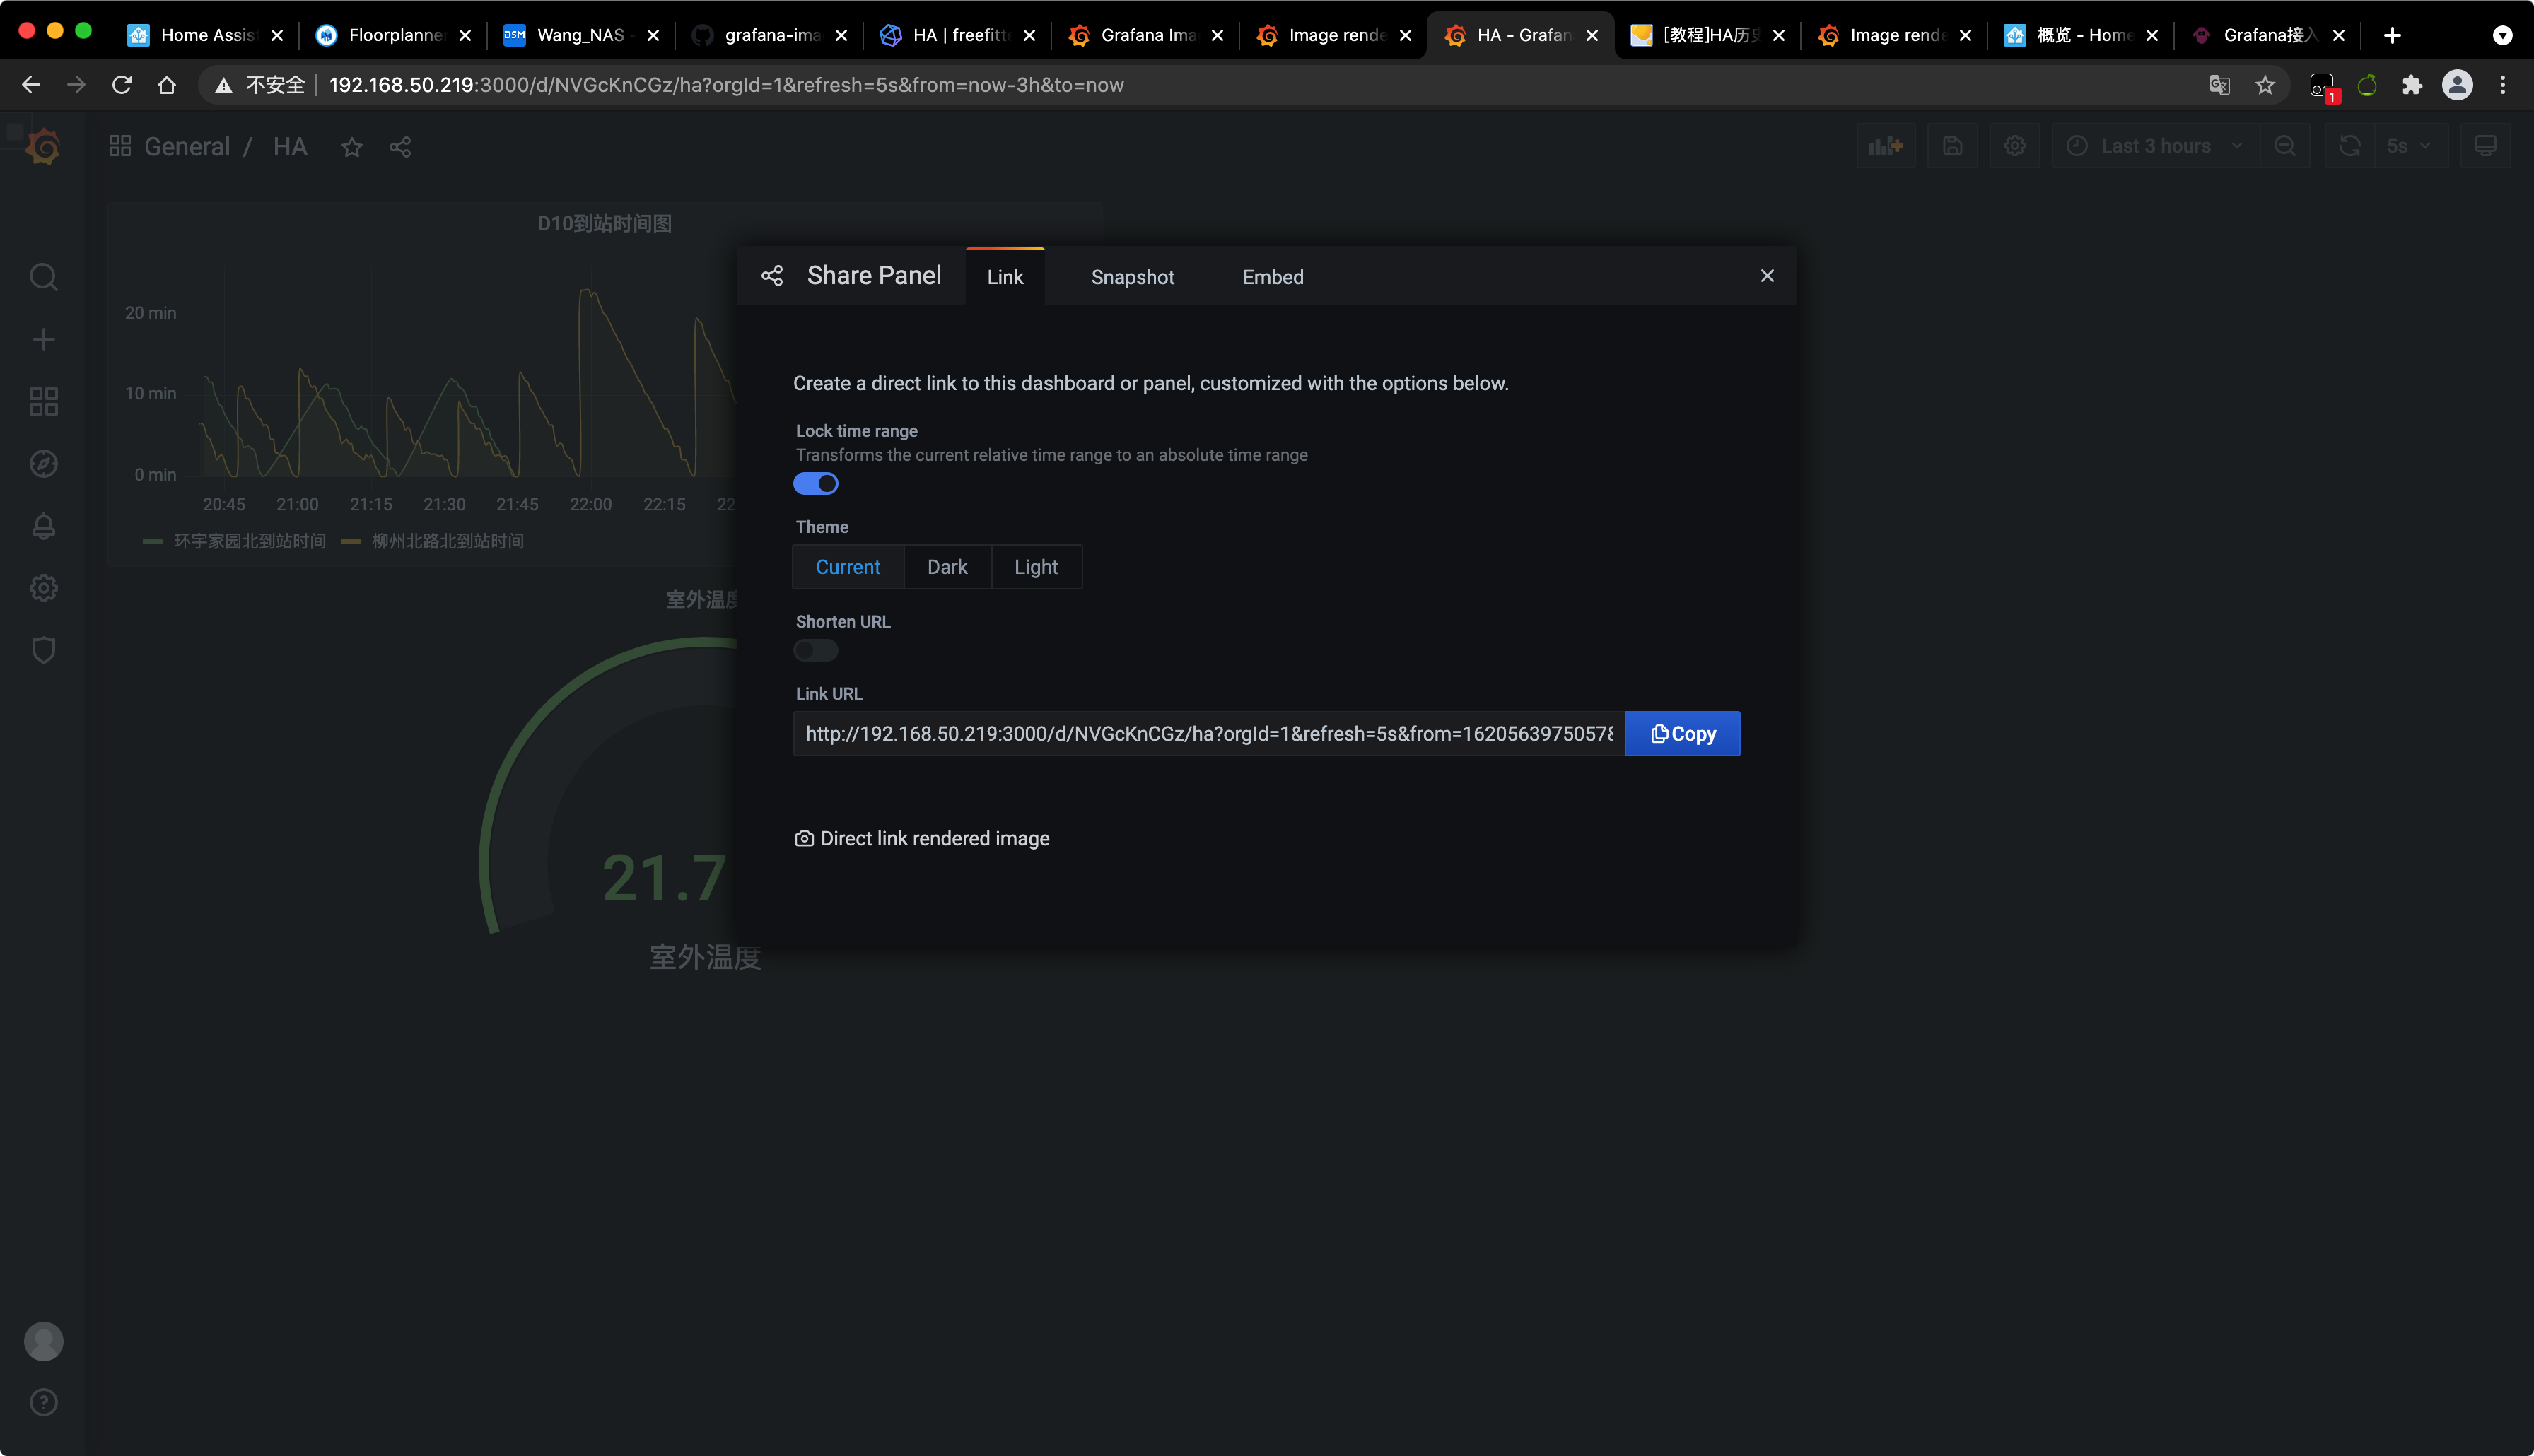 Home Assis
Floorplanne
Wang_NAS -
grafana-ima
HA | freefitte
Grafana Ima
Image rende
HA - Grafan
[教程]HA历史
Image rende
概览 - Home
Grafana接入
不安全
192.168.50.219:3000/d/NVGcKnCGz/ha?orgId=1&refresh=5s&from=now-3h&to=now
1
General / HA
Last 3 hours
5s
D10到站时间图
20 min
10 min
0 min
20:45 21:00 21:15 21:30 21:45 22:00 22:15 22
环宇家园北到站时间 柳州北路北到站时间
室外温度
21.7
室外温度
Share Panel
Link
Snapshot
Embed
Create a direct link to this dashboard or panel, customized with the options below.
Lock time range
Transforms the current relative time range to an absolute time range
Theme
Current
Dark
Light
Shorten URL
Link URL
http://192.168.50.219:3000/d/NVGcKnCGz/ha?orgId=1&refresh=5s&from=1620563975057&
Copy
Direct link rendered image